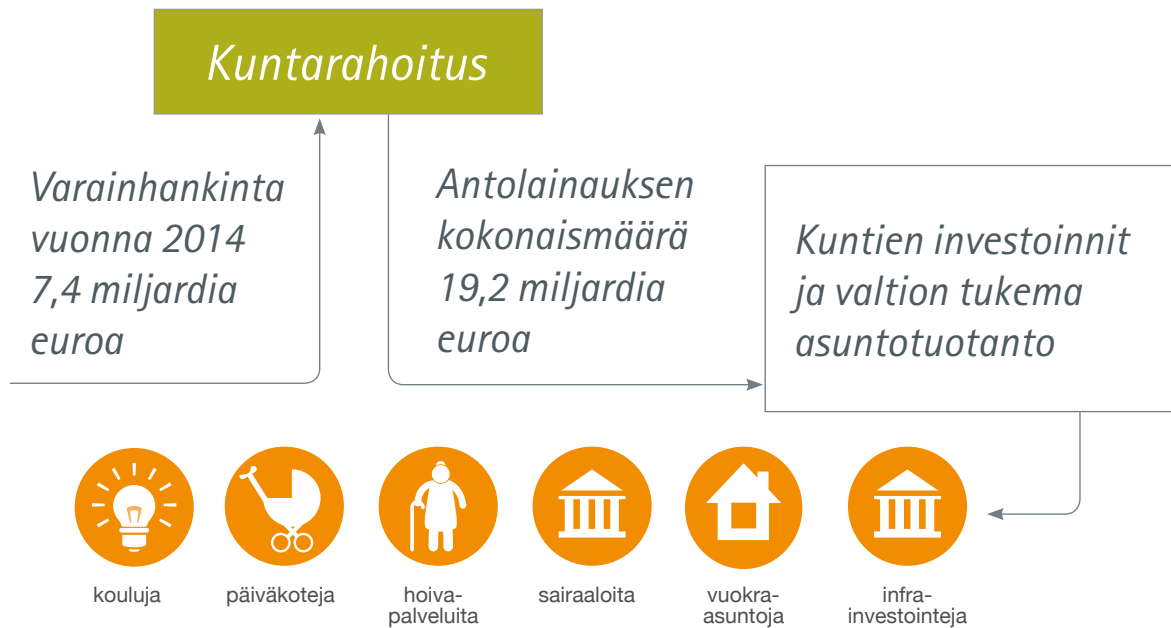 Kuntarahoitus
Varainhankinta
vuonna 2014
7,4 miljardia
euroa
Antolainauksen
kokonaismäärä
19,2 miljardia
euroa
Kuntien investoinnit
ja valtion tukema
asuntotuotanto
kouluja
päiväkoteja
hoiva-
palveluita
sairaaloita
vuokra-
asuntoja
infra-
investointeja